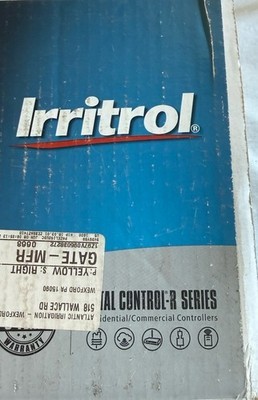 Irritrol®
TAL CONTROL-R SERIES
idential/Commercial Controllers
ATLANTIC IRRIGATION - WEXFORD
518 WALLACE RD
WEXFORD PA 15090
P: YELLOW S: RIGHT
GATE - MER
WARRANTY